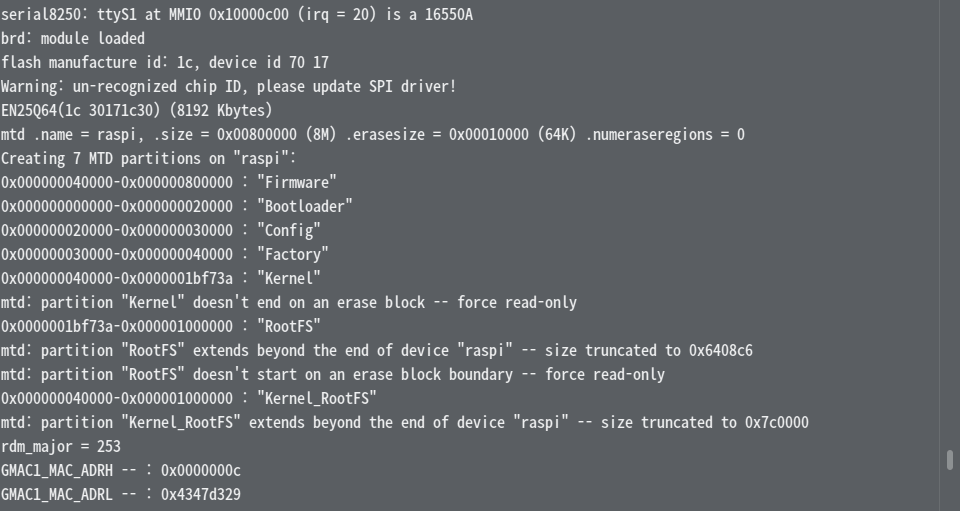 serial8250: ttyS1 at MMIO 0x10000c00 (irq = 20) is a 16550A
brd: module loaded
flash manufacture id: 1c, device id 70 17
Warning: un-recognized chip ID, please update SPI driver!
EN25Q64(1c 30171c30) (8192 Kbytes)
mtd .name = raspi, .size = 0x00800000 (8M) .erasesize = 0x00010000 (64K) .numeraseregions = 0
Creating 7 MTD partitions on "raspi":
0x000000040000-0x000000800000 : "Firmware"
0x000000000000-0x000000020000 : "Bootloader"
0x000000020000-0x000000030000 : "Config"
0x000000030000-0x000000040000 : "Factory"
0x000000040000-0x0000001bf73a : "Kernel"
mtd: partition "Kernel" doesn't end on an erase block -- force read-only
0x0000001bf73a-0x000001000000 : "RootFS"
mtd: partition "RootFS" extends beyond the end of device "raspi" -- size truncated to 0x6408c6
mtd: partition "RootFS" doesn't start on an erase block boundary -- force read-only
0x000000040000-0x000001000000 : "Kernel_RootFS"
mtd: partition "Kernel_RootFS" extends beyond the end of device "raspi" -- size truncated to 0x7c0000
rdm_major = 253
GMAC1_MAC_ADRH -- : 0x0000000c
GMAC1_MAC_ADRL -- : 0x4347d329